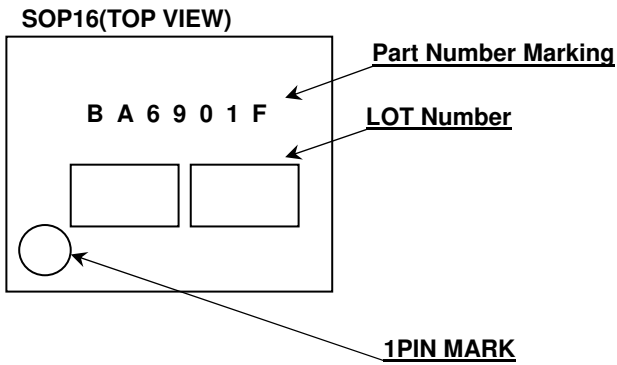 SOP16(TOP VIEW)
Part Number Marking
B A 6 9 0 1 F
LOT Number
1PIN MARK